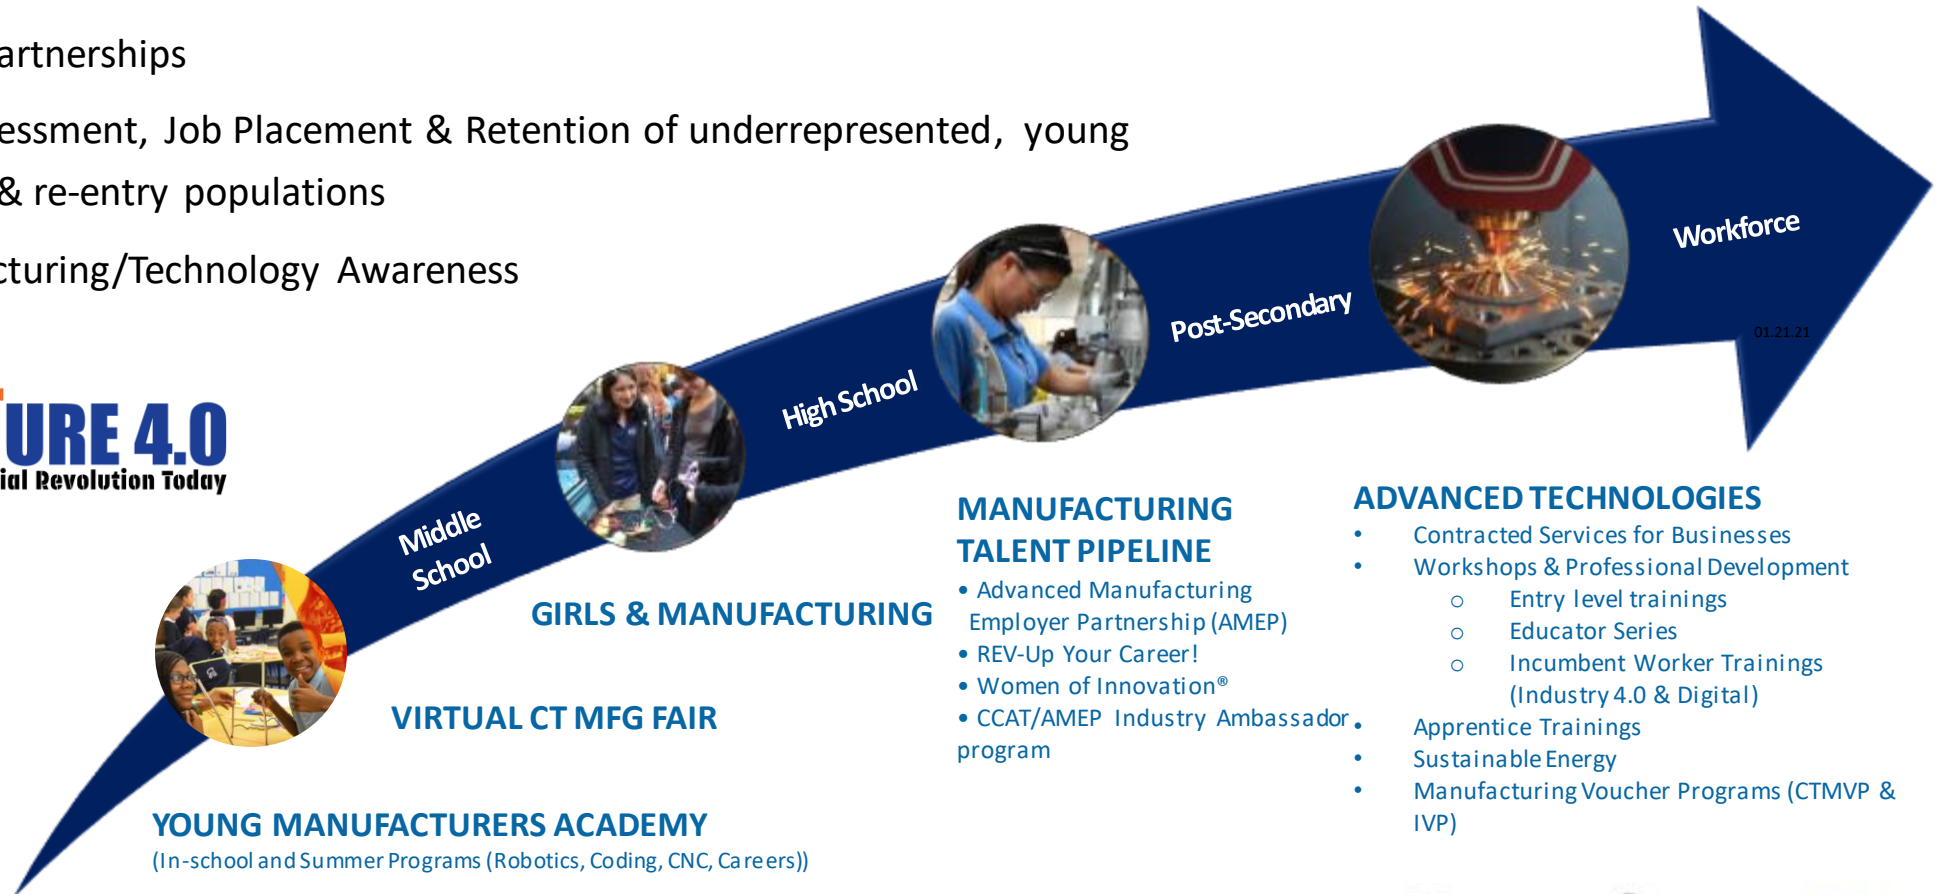 artnerships
essment, Job Placement & Retention of underrepresented, young
& re-entry populations
cturing/Technology Awareness
URE 4.0
ial Revolution Today
Workforce
01.21.21
Post-Secondary
High School
Middle
School
MANUFACTURING
TALENT PIPELINE
• Advanced Manufacturing
Employer Partnership (AMEP)
• REV-Up Your Career!
• Women of Innovation®
• CCAT/AMEP Industry Ambassador
program
ADVANCED TECHNOLOGIES
• Contracted Services for Businesses
• Workshops & Professional Development
o Entry level trainings
o Educator Series
o Incumbent Worker Trainings
(Industry 4.0 & Digital)
• Apprentice Trainings
• Sustainable Energy
• Manufacturing Voucher Programs (CTMVP &
IVP)
GIRLS & MANUFACTURING
VIRTUAL CT MFG FAIR
YOUNG MANUFACTURERS ACADEMY
(In-school and Summer Programs (Robotics, Coding, CNC, Careers))